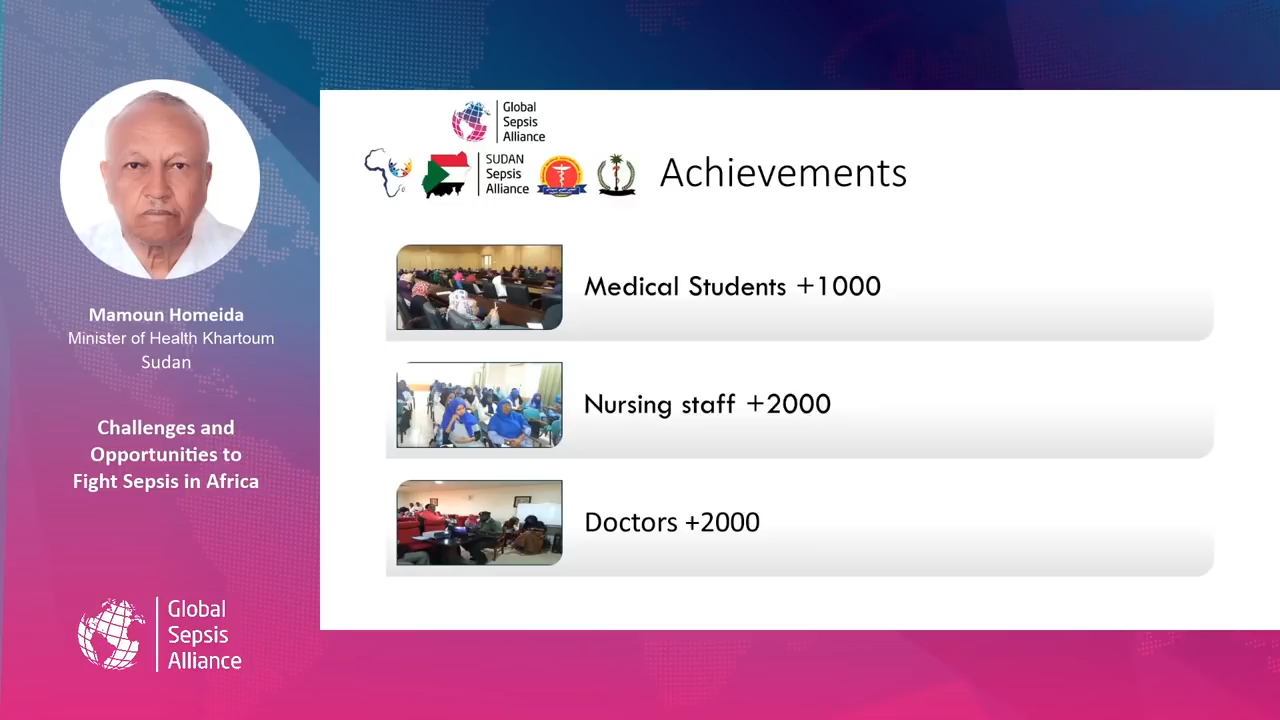 Mamoun Homeida
Minister of Health Khartoum
Sudan
Challenges and
Opportunities to
Fight Sepsis in Africa
Global
Sepsis
Alliance
Global
Sepsis
Alliance
SUDAN
Sepsis
Alliance
Achievements
Medical Students +1000
Nursing staff +2000
Doctors +2000